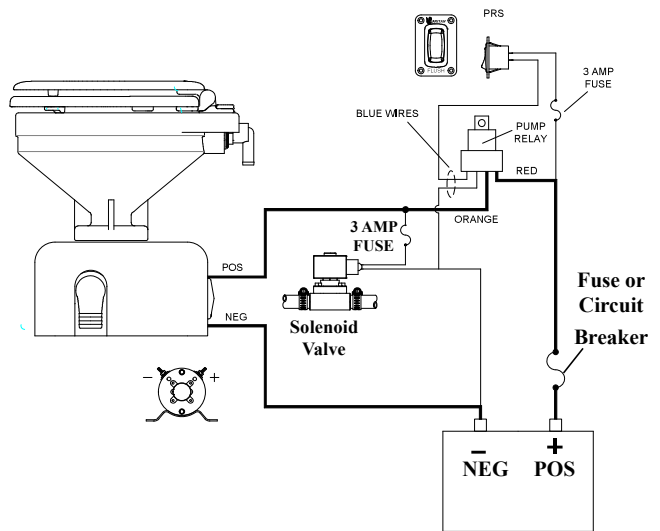 PRS
FLUSH
3 AMP
FUSE
BLUE WIRES
PUMP
RELAY
RED
ORANGE
3 AMP
FUSE
POS
Fuse or
Circuit
Breaker
NEG
Solenoid
Valve
- +
- +
NEG POS